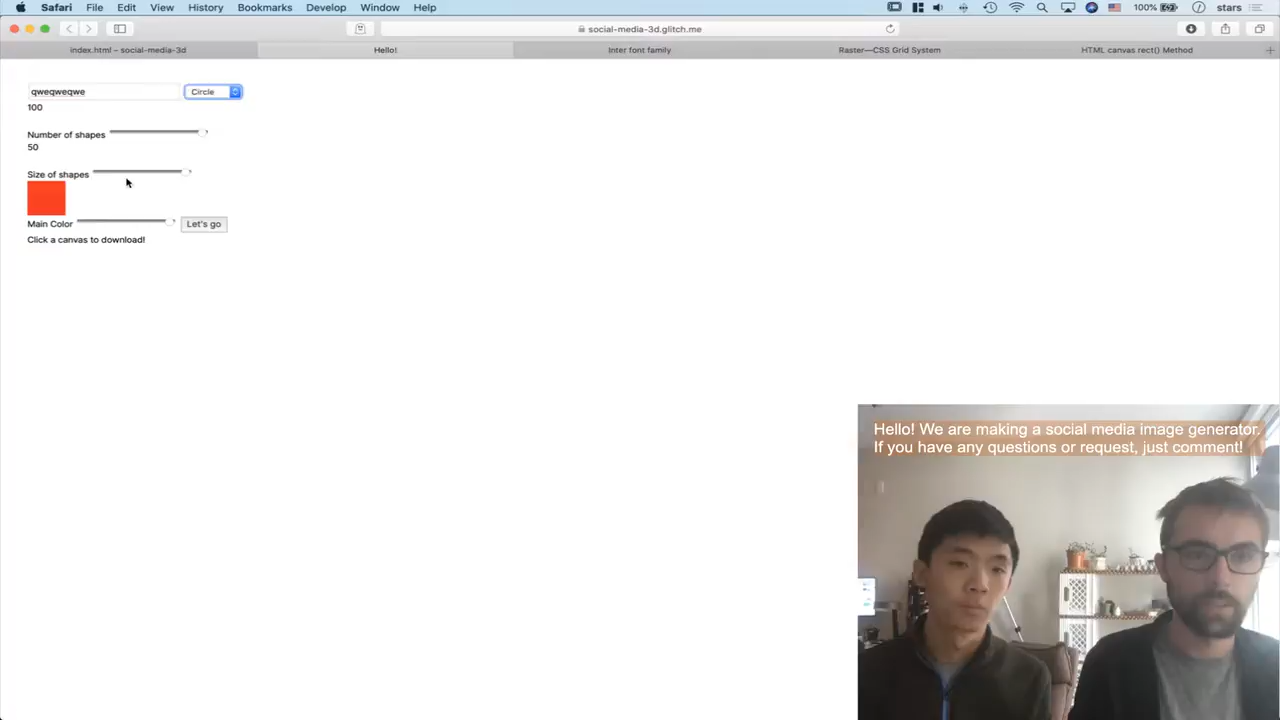 Safari File Edit View History Bookmarks Develop Window Help 100% stars
social-media-3d.glitch.me
index.html – social-media-3d Hello! Inter font family Raster—CSS Grid System HTML canvas rect() Method
qweqweqwe Circle
100
Number of shapes
50
Size of shapes
Main Color Let's go
Click a canvas to download!
Hello! We are making a social media image generator.
If you have any questions or request, just comment!